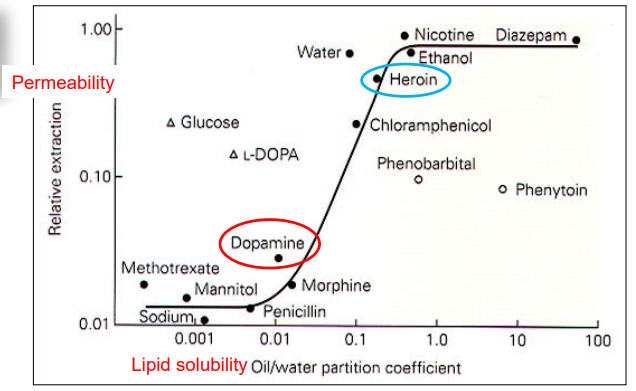 1.00
Nicotine
Diazepam
Water
Ethanol
Permeability
Heroin
Glucose
Chloramphenicol
L-DOPA
Phenobarbital
0.10
Phenytoin
Relative extraction
Dopamine
Methotrexate
Mannitol
Morphine
Sodium
Penicillin
0.01
0.001
0.01
0.1
1.0
10
100
Lipid solubility Oil/water partition coefficient